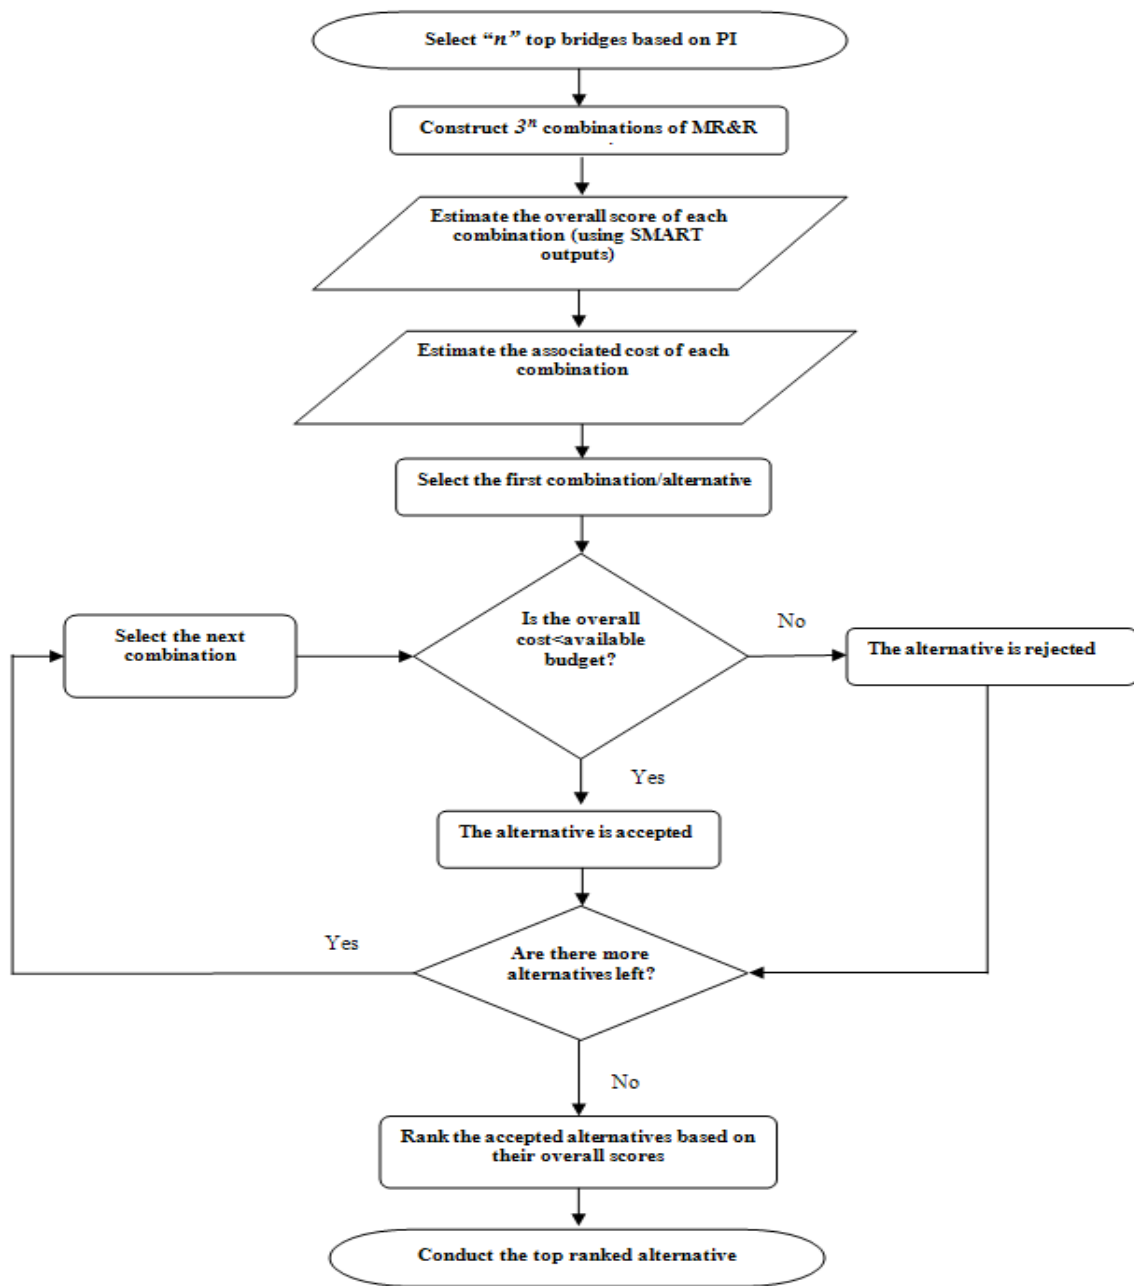 Select “n” top bridges based on PI
Construct 3ⁿ combinations of MR&R
.
Estimate the overall score of each
combination (using SMART
outputs)
Estimate the associated cost of each
combination
Select the first combination/alternative
Is the overall
cost<available
budget?
No
The alternative is rejected
Select the next
combination
Yes
The alternative is accepted
Are there more
alternatives left?
Yes
No
Rank the accepted alternatives based on
their overall scores
Conduct the top ranked alternative